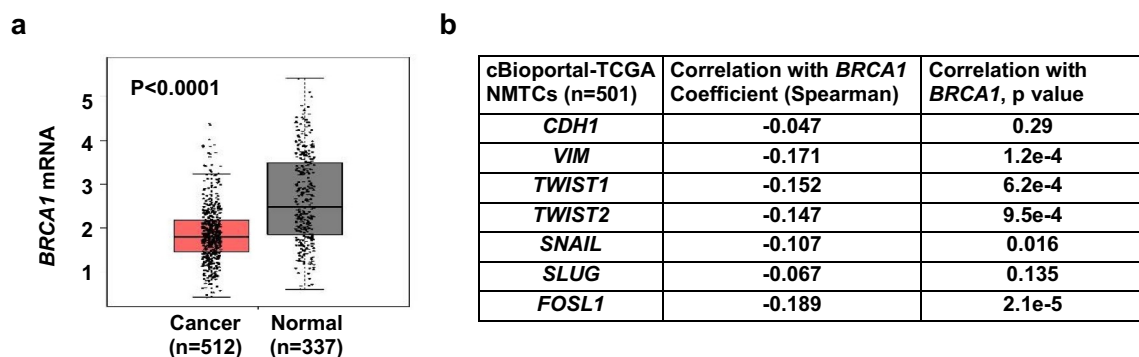 a
P<0.0001
5
4
3
2
1
BRCA1 mRNA
Cancer
(n=512)
Normal
(n=337)
b
cBioportal-TCGA
NMTCs (n=501)
Correlation with BRCA1
Coefficient (Spearman)
Correlation with
BRCA1, p value
CDH1 -0.047 0.29
VIM -0.171 1.2e-4
TWIST1 -0.152 6.2e-4
TWIST2 -0.147 9.5e-4
SNAIL -0.107 0.016
SLUG -0.067 0.135
FOSL1 -0.189 2.1e-5